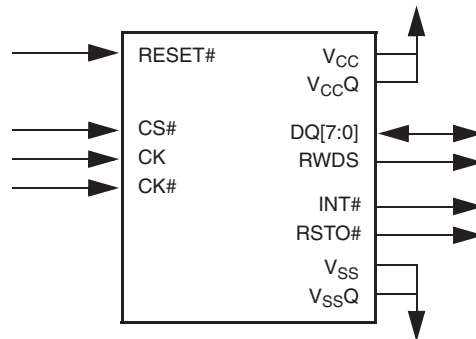 RESET#
CS#
CK
CK#
VCC
VCCQ
DQ[7:0]
RWDS
INT#
RSTO#
VSS
VSSQ